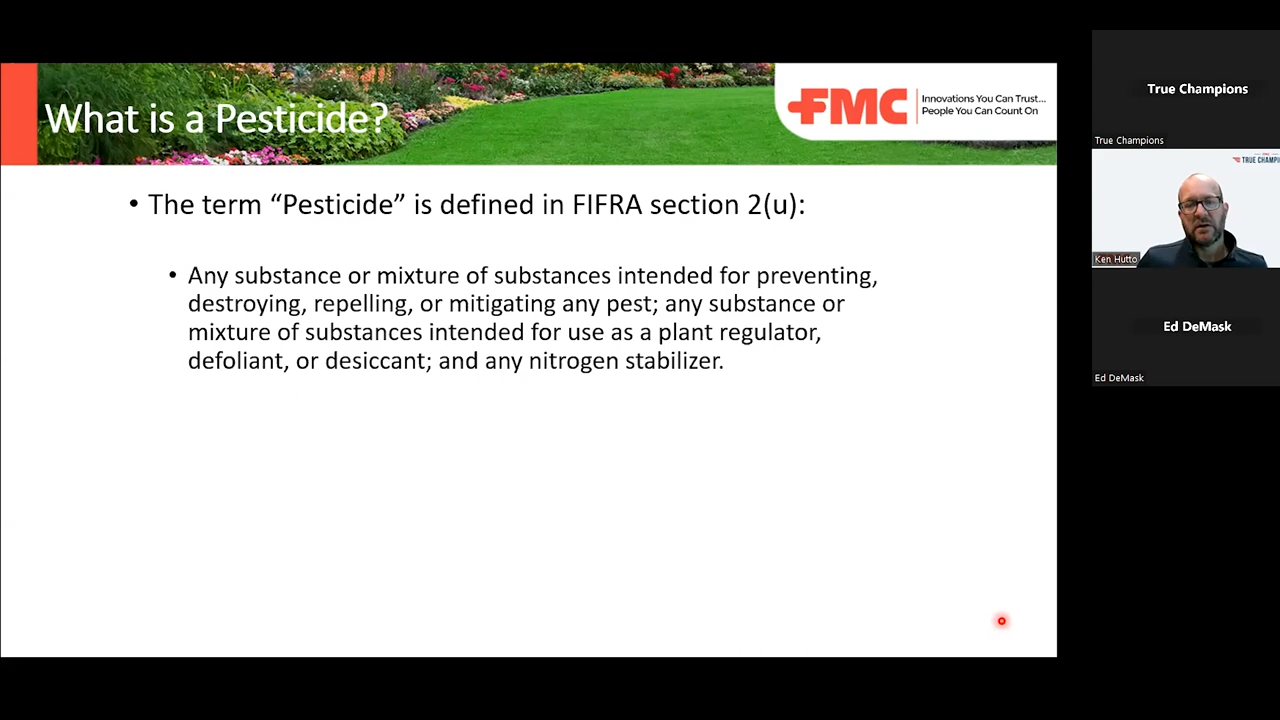 What is a Pesticide?
FMC
Innovations You Can Trust...
People You Can Count On
• The term “Pesticide” is defined in FIFRA section 2(u):
• Any substance or mixture of substances intended for preventing,
destroying, repelling, or mitigating any pest; any substance or
mixture of substances intended for use as a plant regulator,
defoliant, or desiccant; and any nitrogen stabilizer.
True Champions
True Champions
TRUE CHAMPI
Ken Hutto
Ed DeMask
Ed DeMask